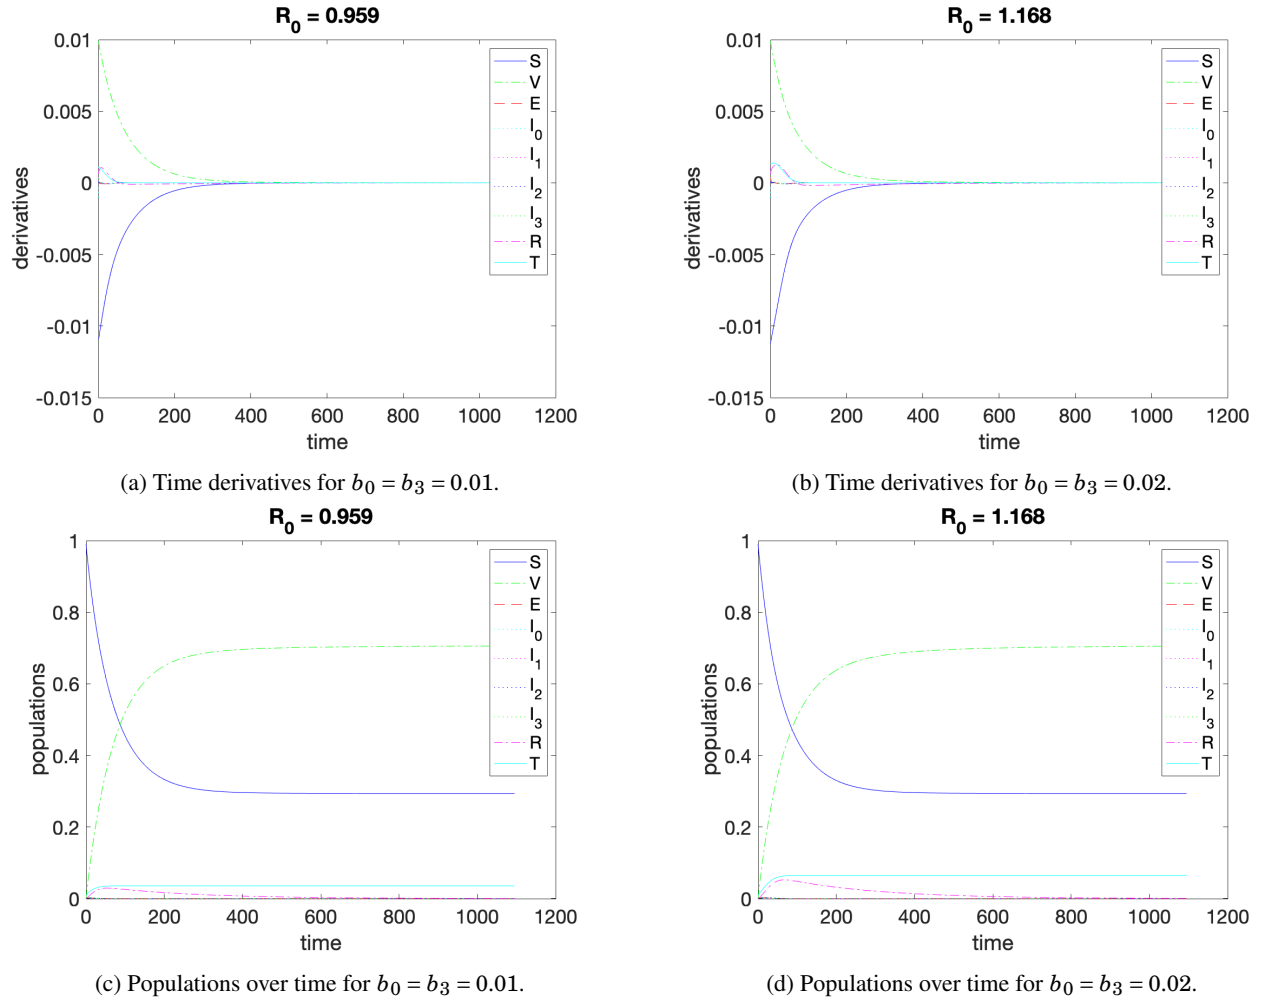 R0 = 0.959
0.01
0.005
0
-0.005
-0.01
-0.015
derivatives
0 200 400 600 800 1000 1200
time
S
V
E
I0
I1
I2
I3
R
T
(a) Time derivatives for b0 = b3 = 0.01.
R0 = 1.168
0.01
0.005
0
-0.005
-0.01
-0.015
derivatives
0 200 400 600 800 1000 1200
time
S
V
E
I0
I1
I2
I3
R
T
(b) Time derivatives for b0 = b3 = 0.02.
R0 = 0.959
1
0.8
0.6
0.4
0.2
0
populations
0 200 400 600 800 1000 1200
time
S
V
E
I0
I1
I2
I3
R
T
(c) Populations over time for b0 = b3 = 0.01.
R0 = 1.168
1
0.8
0.6
0.4
0.2
0
populations
0 200 400 600 800 1000 1200
time
S
V
E
I0
I1
I2
I3
R
T
(d) Populations over time for b0 = b3 = 0.02.